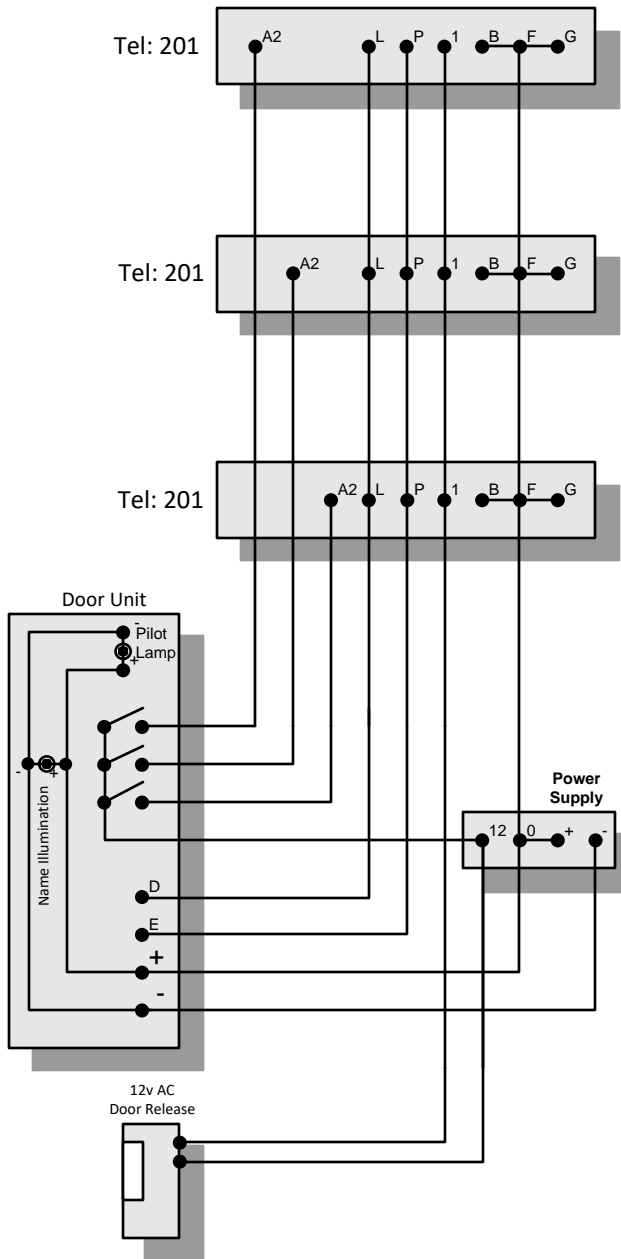 Tel: 201
A2 L P 1 B F G
Tel: 201
A2 L P 1 B F G
Tel: 201
A2 L P 1 B F G
Door Unit
-
Pilot
Lamp
+
- +
Name Illumination
Power
Supply
12 0 + -
D
E
+
-
12v AC
Door Release